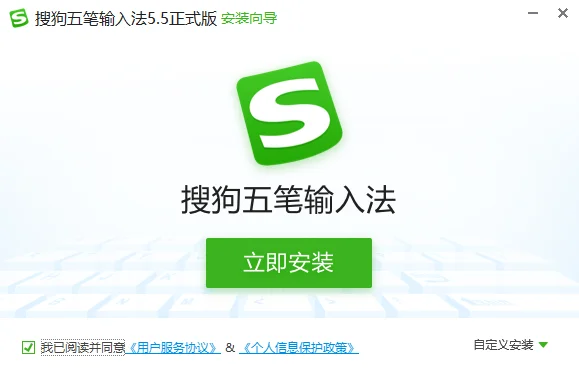 搜狗五笔输入法5.5正式版 安装向导
搜狗五笔输入法
立即安装
我已阅读并同意《用户服务协议》 & 《个人信息保护政策》
自定义安装